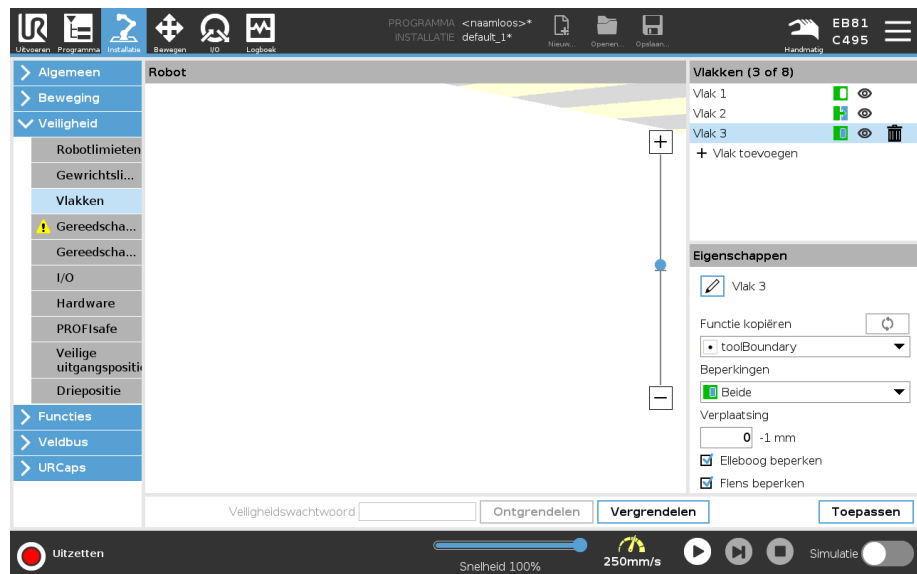 PROGRAMMA <naamloos>*
INSTALLATIE default_1*
Uitvoeren Programma Installatie Bewegen I/O Logboek
Nieuw... Openen... Opslaan...
Handmatig
EB81
C495
Algemeen
Beweging
Veiligheid
Robotlimieten
Gewrichtsli...
Vlakken
Gereedscha...
Gereedscha...
I/O
Hardware
PROFIsafe
Veilige
uitgangspositi
Driepositie
Functies
Veldbus
URCaps
Robot
Vlakken (3 of 8)
Vlak 1
Vlak 2
Vlak 3
+ Vlak toevoegen
Eigenschappen
Vlak 3
Functie kopiëren
toolBoundary
Beperkingen
Beide
Verplaatsing
0 -1 mm
Elleboog beperken
Flens beperken
Veiligheidswachtwoord Ontgrendelen Vergrendelen Toepassen
Uitzetten
Snelheid 100%
250mm/s
Simulatie